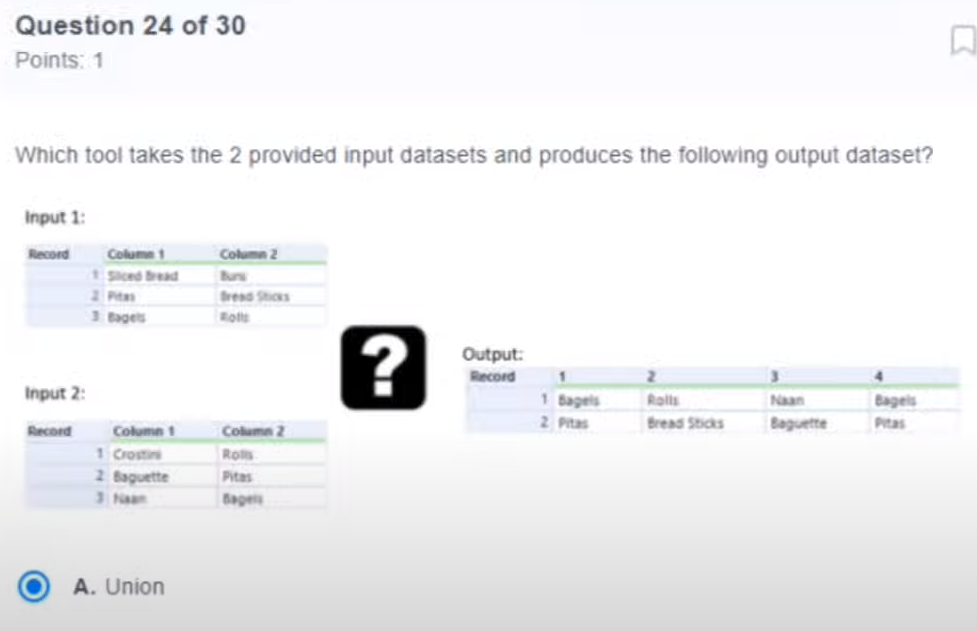 Question 24 of 30
Points: 1
Which tool takes the 2 provided input datasets and produces the following output dataset?
Input 1:
Record Column 1 Column 2
1 Sliced Bread Buns
2 Pitas Bread Sticks
3 Bagels Rolls
?
Output:
Record 1 2 3 4
1 Bagels Rolls Naan Bagels
2 Pitas Bread Sticks Baguette Pitas
Input 2:
Record Column 1 Column 2
1 Crostini Rolls
2 Baguette Pitas
3 Naan Bagels
A. Union